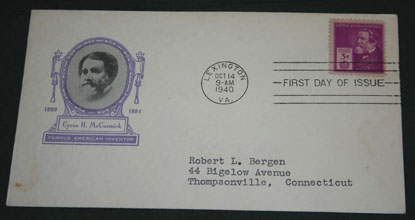 1809 1884
Cyrus H. McCormick
FAMOUS AMERICAN INVENTOR
LEXINGTON
OCT 14
9-AM
1940
VA.
3¢
FIRST DAY OF ISSUE
Robert L. Bergen
44 Bigelow Avenue
Thompsonville, Connecticut